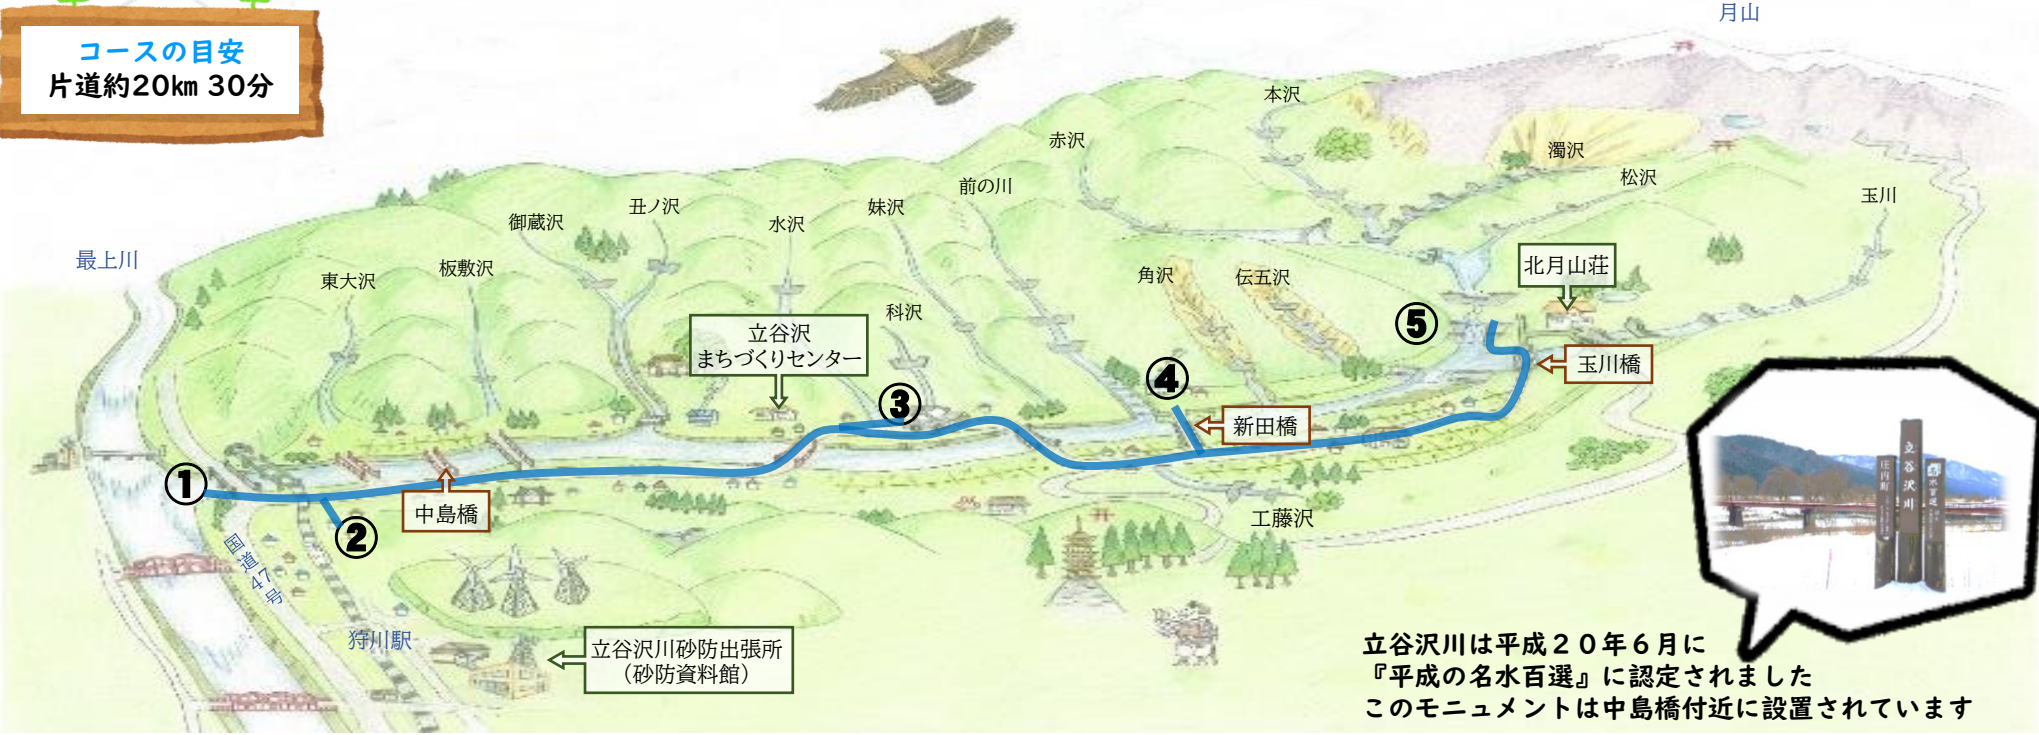 月山
コースの目安
片道約20km 30分
本沢
赤沢
濁沢
松沢
前の川
玉川
妹沢
丑ノ沢
御蔵沢
水沢
最上川
板敷沢
東大沢
北月山荘
角沢
伝五沢
科沢
立谷沢
まちづくりセンター
⑤
玉川橋
④
③
新田橋
①
中島橋
②
工藤沢
国道47号
狩川駅
立谷沢川砂防出張所
（砂防資料館）
立谷沢川
庄内町
立谷沢川は平成２０年６月に
『平成の名水百選』に認定されました
このモニュメントは中島橋付近に設置されています